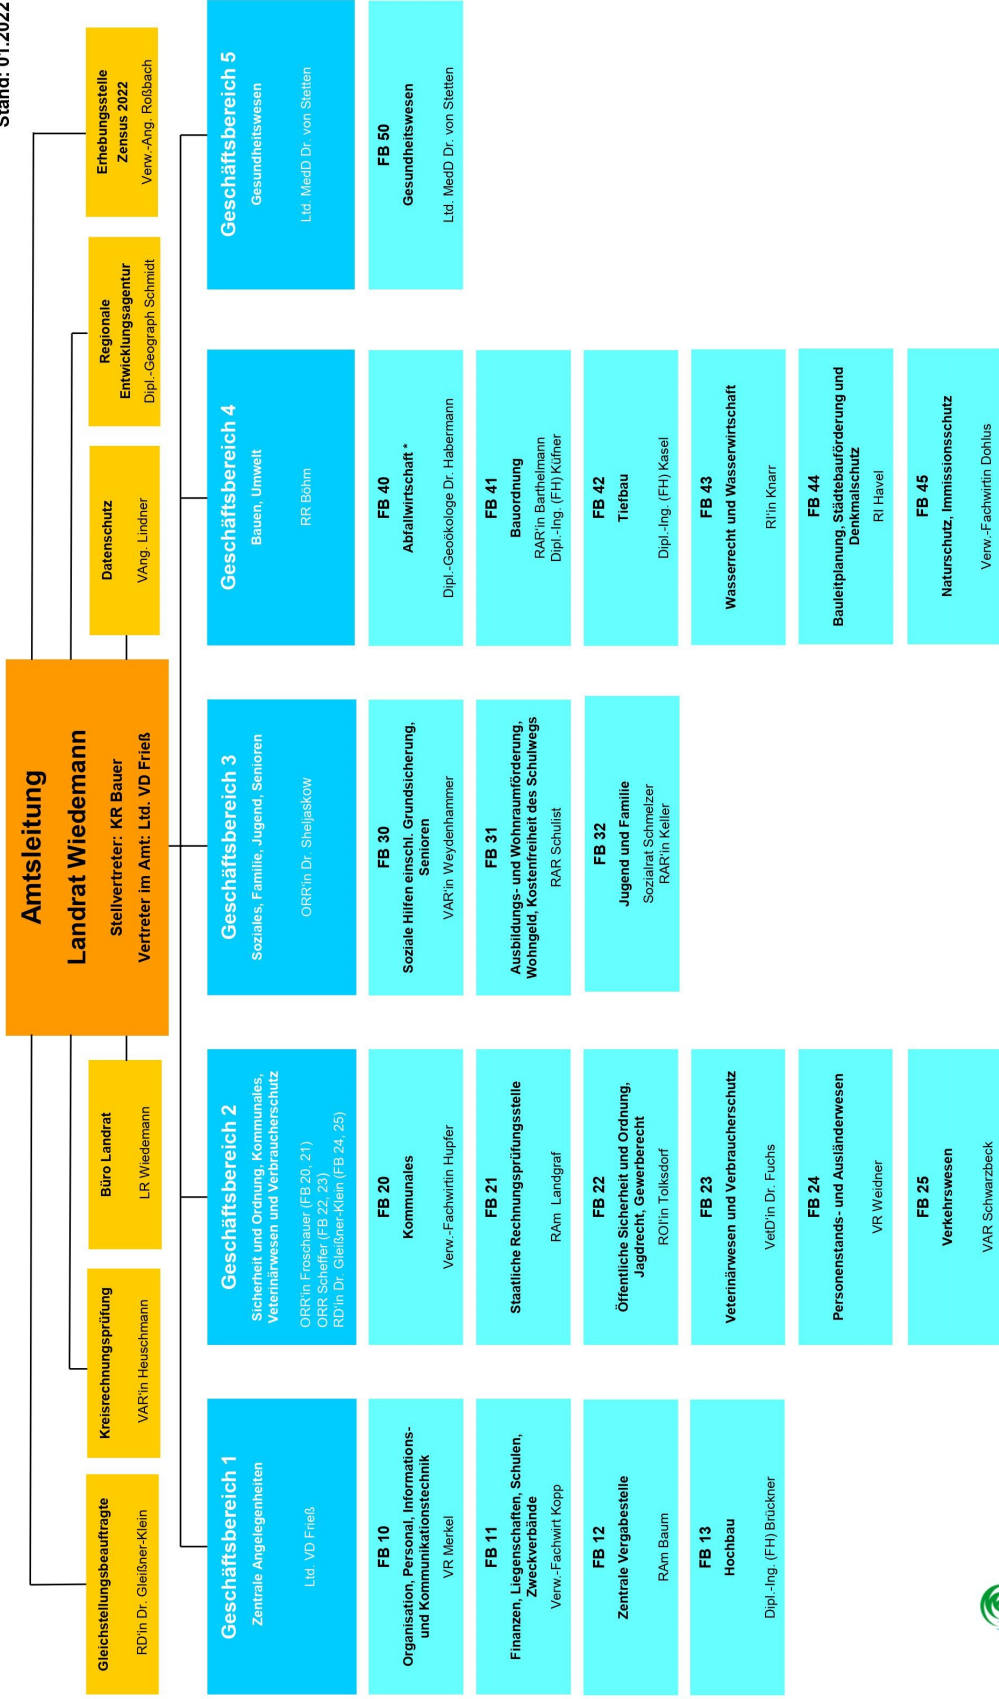 Stand: 01.2022
Amtsleitung
Landrat Wiedemann
Stellvertreter: KR Bauer
Vertreter im Amt: Ltd. VD Frieß
Gleichstellungsbeauftragte
RD'in Dr. Gleißner-Klein
Kreisrechnungsprüfung
VAR'in Heuschmann
Büro Landrat
LR Wiedemann
Datenschutz
VAng. Lindner
Regionale
Entwicklungsagentur
Dipl.-Geograph Schmidt
Erhebungsstelle
Zensus 2022
Verw.-Ang. Roßbach
Geschäftsbereich 1
Zentrale Angelegenheiten
Ltd. VD Frieß
FB 10
Organisation, Personal, Informations-
und Kommunikationstechnik
VR Merkel
FB 11
Finanzen, Liegenschaften, Schulen,
Zweckverbände
Verw.-Fachwirt Kopp
FB 12
Zentrale Vergabestelle
RAm Baum
FB 13
Hochbau
Dipl.-Ing. (FH) Brückner
Geschäftsbereich 2
Sicherheit und Ordnung, Kommunales,
Veterinärwesen und Verbraucherschutz
ORR'in Froschauer (FB 20, 21)
ORR Scheffer (FB 22, 23)
RD'in Dr. Gleißner-Klein (FB 24, 25)
FB 20
Kommunales
Verw.-Fachwirtin Hupfer
FB 21
Staatliche Rechnungsprüfungsstelle
RAm Landgraf
FB 22
Öffentliche Sicherheit und Ordnung,
Jagdrecht, Gewerberecht
ROI'in Tolksdorf
FB 23
Veterinärwesen und Verbraucherschutz
VetD'in Dr. Fuchs
FB 24
Personenstands- und Ausländerwesen
VR Weidner
FB 25
Verkehrswesen
VAR Schwarzbeck
Geschäftsbereich 3
Soziales, Familie, Jugend, Senioren
ORR'in Dr. Sheljaskow
FB 30
Soziale Hilfen einschl. Grundsicherung,
Senioren
VAR'in Weydenhammer
FB 31
Ausbildungs- und Wohnraumförderung,
Wohngeld, Kostenfreiheit des Schulwegs
RAR Schulist
FB 32
Jugend und Familie
Sozialrat Schmelzer
RAR'in Keller
Geschäftsbereich 4
Bauen, Umwelt
RR Böhm
FB 40
Abfallwirtschaft *
Dipl.-Geoökologe Dr. Habermann
FB 41
Bauordnung
RAR'in Barthelmann
Dipl.-Ing. (FH) Küfner
FB 42
Tiefbau
Dipl.-Ing. (FH) Kasel
FB 43
Wasserrecht und Wasserwirtschaft
RI'in Knarr
FB 44
Bauleitplanung, Städtebauförderung und
Denkmalschutz
RI Havel
FB 45
Naturschutz, Immissionsschutz
Verw.-Fachwirtin Dohlus
Geschäftsbereich 5
Gesundheitswesen
Ltd. MedD Dr. von Stetten
FB 50
Gesundheitswesen
Ltd. MedD Dr. von Stetten